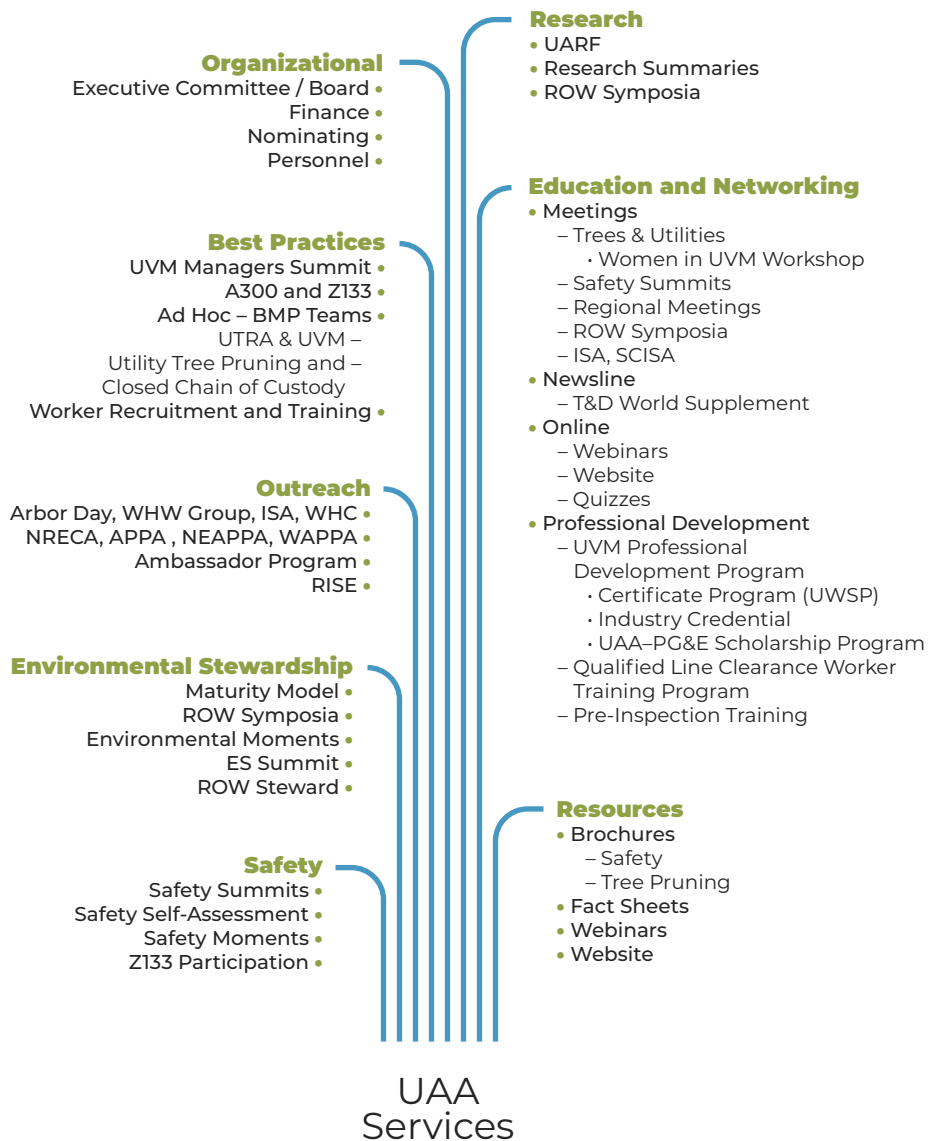 Organizational
Executive Committee / Board •
Finance •
Nominating •
Personnel •
Best Practices
UVM Managers Summit •
A300 and Z133 •
Ad Hoc – BMP Teams •
UTRA & UVM –
Utility Tree Pruning and –
Closed Chain of Custody
Worker Recruitment and Training •
Outreach
Arbor Day, WHW Group, ISA, WHC •
NRECA, APPA , NEAPPA, WAPPA •
Ambassador Program •
RISE •
Environmental Stewardship
Maturity Model •
ROW Symposia •
Environmental Moments •
ES Summit •
ROW Steward •
Safety
Safety Summits •
Safety Self-Assessment •
Safety Moments •
Z133 Participation •
Research
• UARF
• Research Summaries
• ROW Symposia
Education and Networking
• Meetings
– Trees & Utilities
• Women in UVM Workshop
– Safety Summits
– Regional Meetings
– ROW Symposia
– ISA, SCISA
• Newsline
– T&D World Supplement
• Online
– Webinars
– Website
– Quizzes
• Professional Development
– UVM Professional
Development Program
• Certificate Program (UWSP)
• Industry Credential
• UAA–PG&E Scholarship Program
– Qualified Line Clearance Worker
Training Program
– Pre-Inspection Training
Resources
• Brochures
– Safety
– Tree Pruning
• Fact Sheets
• Webinars
• Website
UAA
Services